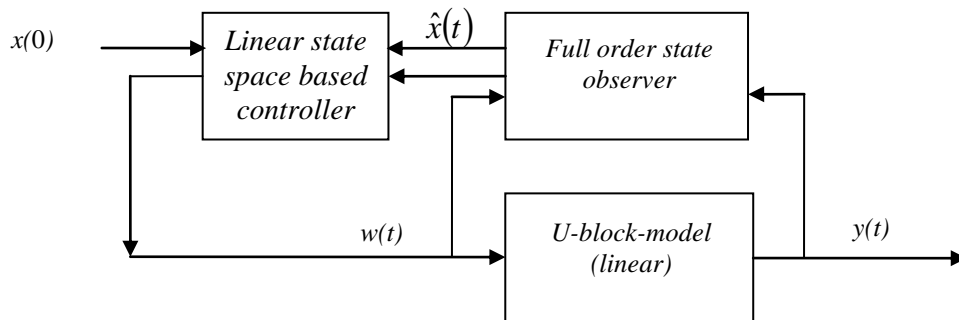 x(0)
Linear state
space based
controller
x̂(t)
Full order state
observer
w(t)
U-block-model
(linear)
y(t)